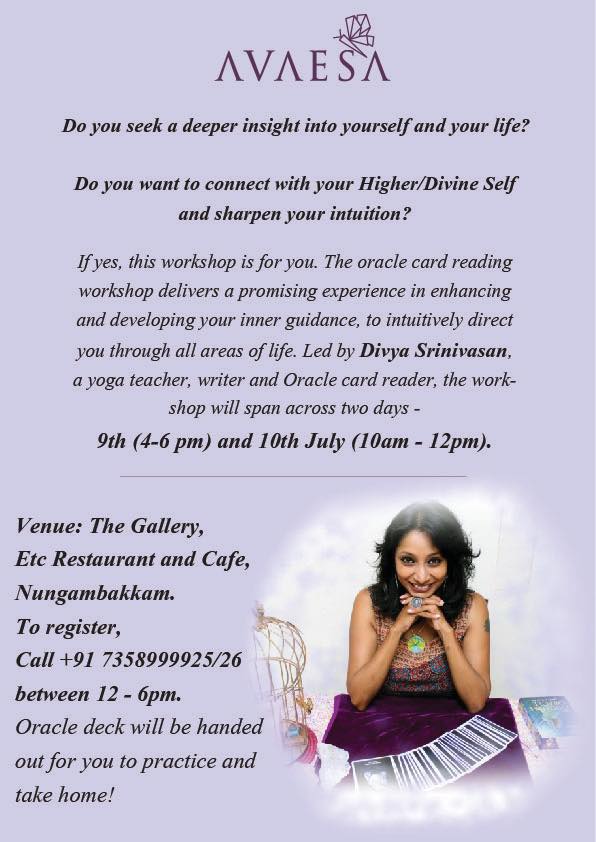 AVAESA
Do you seek a deeper insight into yourself and your life?
Do you want to connect with your Higher/Divine Self
and sharpen your intuition?
If yes, this workshop is for you. The oracle card reading
workshop delivers a promising experience in enhancing
and developing your inner guidance, to intuitively direct
you through all areas of life. Led by Divya Srinivasan,
a yoga teacher, writer and Oracle card reader, the work-
shop will span across two days -
9th (4-6 pm) and 10th July (10am - 12pm).
Venue: The Gallery,
Etc Restaurant and Cafe,
Nungambakkam.
To register,
Call +91 7358999925/26
between 12 - 6pm.
Oracle deck will be handed
out for you to practice and
take home!